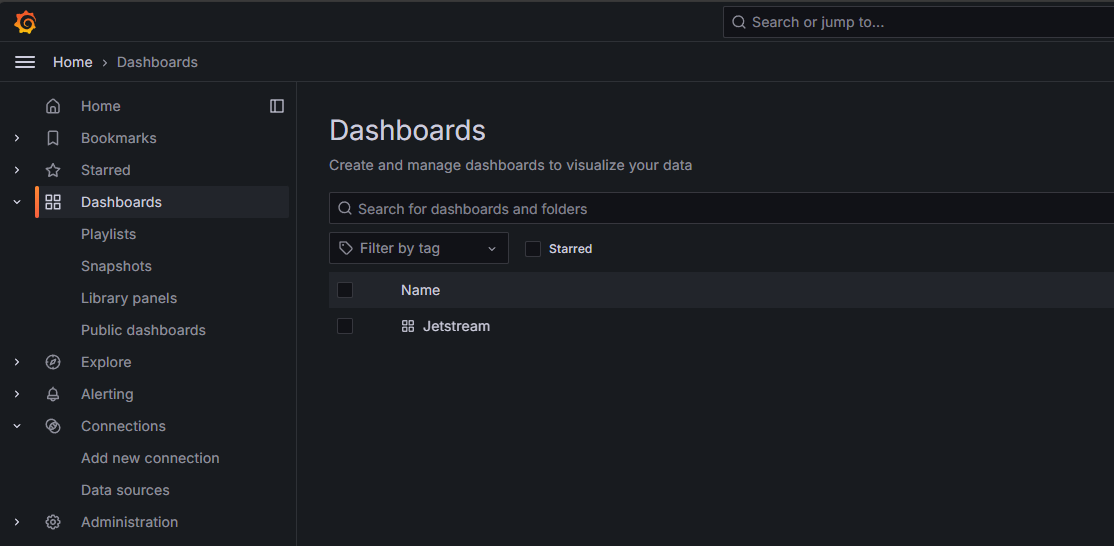 Search or jump to...
Home › Dashboards
Home
Bookmarks
Starred
Dashboards
Playlists
Snapshots
Library panels
Public dashboards
Explore
Alerting
Connections
Add new connection
Data sources
Administration
Dashboards
Create and manage dashboards to visualize your data
Search for dashboards and folders
Filter by tag Starred
Name
Jetstream